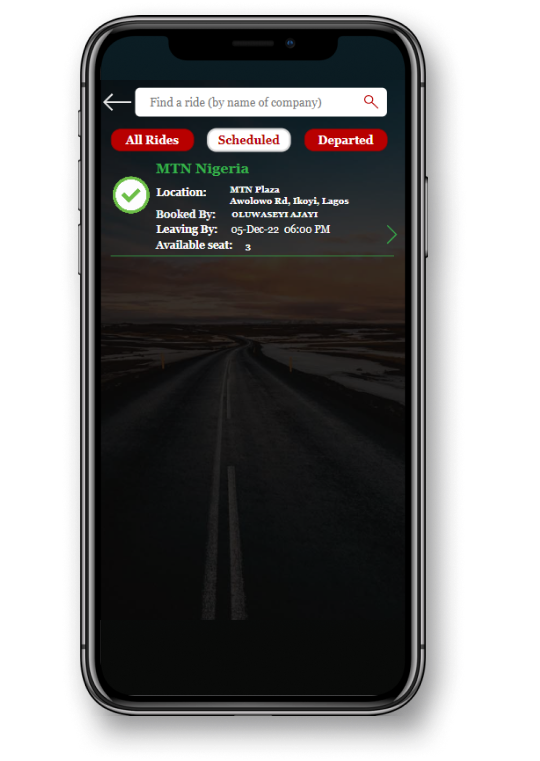 Find a ride (by name of company)
All Rides Scheduled Departed
MTN Nigeria
Location: MTN Plaza
Awolowo Rd, Ikoyi, Lagos
Booked By: OLUWASEYI AJAYI
Leaving By: 05-Dec-22 06:00 PM
Available seat: 3